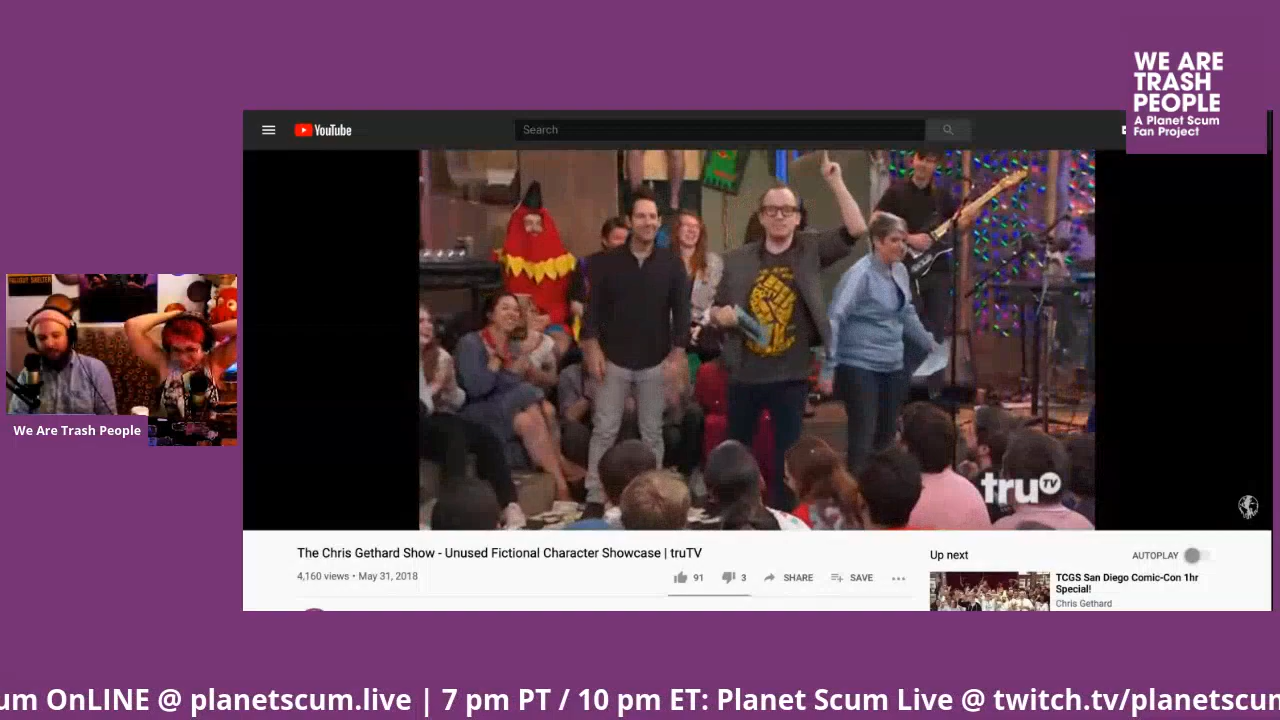 WE ARE
TRASH
PEOPLE
A Planet Scum
Fan Project
YouTube
Search
We Are Trash People
tru TV
The Chris Gethard Show - Unused Fictional Character Showcase | truTV
4,160 views • May 31, 2018
91
3
SHARE
SAVE
Up next
AUTOPLAY
TCGS San Diego Comic-Con 1hr
Special!
Chris Gethard
um OnLINE @ planetscum.live | 7 pm PT / 10 pm ET: Planet Scum Live @ twitch.tv/planetscum